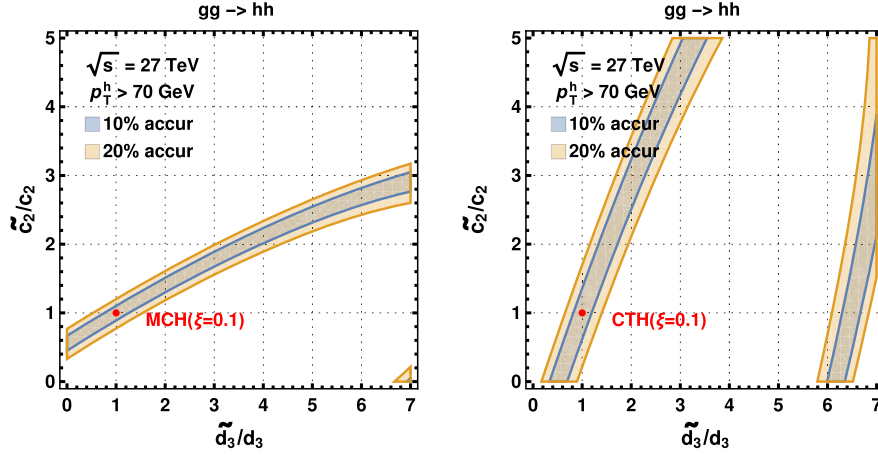 gg -> hh
√s = 27 TeV
p_T^h > 70 GeV
10% accur
20% accur
MCH(ξ=0.1)
5
4
3
2
1
0
c̃₂/c₂
0 1 2 3 4 5 6 7
d̃₃/d₃
gg -> hh
√s = 27 TeV
p_T^h > 70 GeV
10% accur
20% accur
CTH(ξ=0.1)
5
4
3
2
1
0
c̃₂/c₂
0 1 2 3 4 5 6 7
d̃₃/d₃